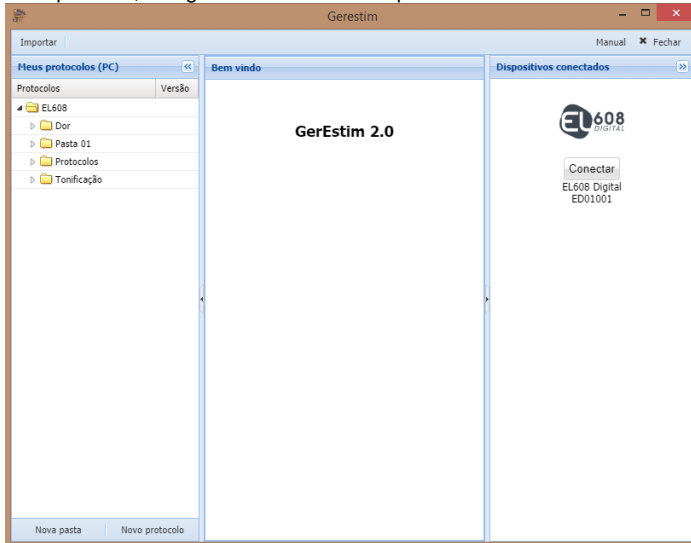 Gerestim
Importar
Manual
Fechar
Meus protocolos (PC)
Protocolos
Versão
EL608
Dor
Pasta 01
Protocolos
Tonificação
Nova pasta
Novo protocolo
Bem vindo
GerEstim 2.0
Dispositivos conectados
EL608
DIGITAL
Conectar
EL608 Digital
ED01001